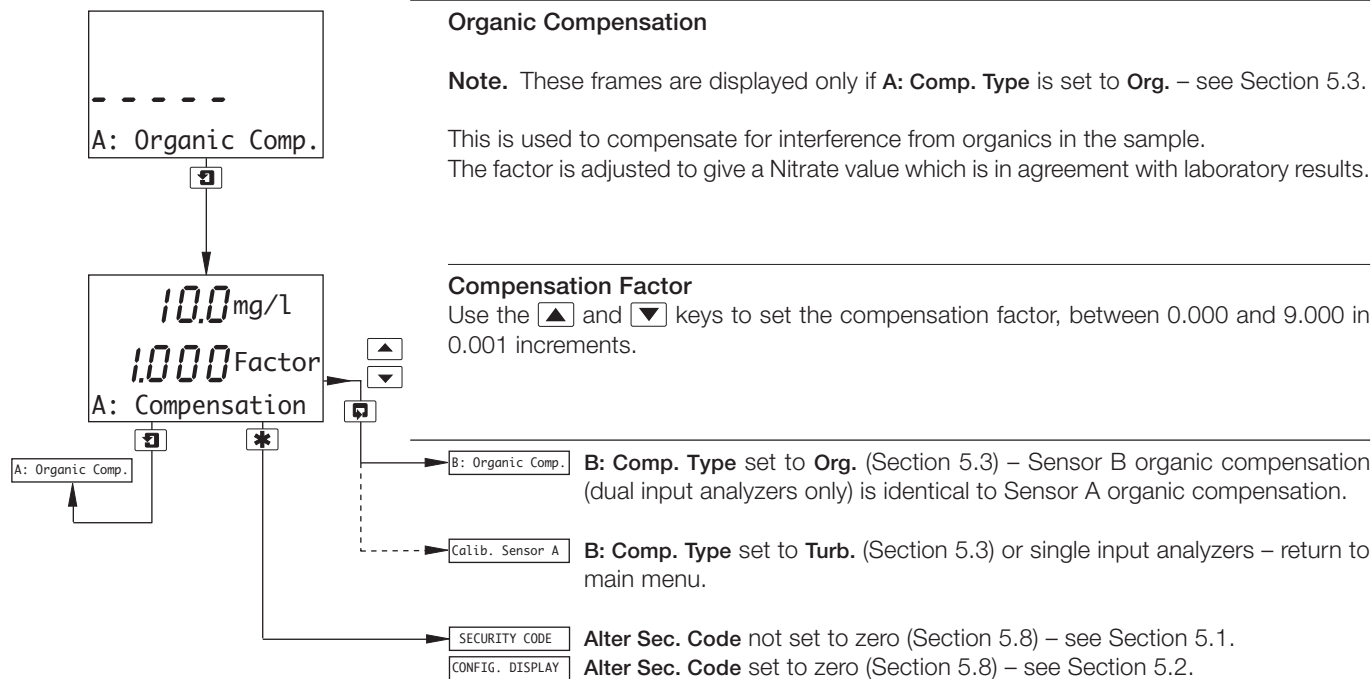 - - - - -
A: Organic Comp.
Organic Compensation
Note. These frames are displayed only if A: Comp. Type is set to Org. – see Section 5.3.
This is used to compensate for interference from organics in the sample.
The factor is adjusted to give a Nitrate value which is in agreement with laboratory results.
10.0 mg/l
1.000 Factor
A: Compensation
A: Organic Comp.
Compensation Factor
Use the ▲ and ▼ keys to set the compensation factor, between 0.000 and 9.000 in
0.001 increments.
B: Organic Comp.
B: Comp. Type set to Org. (Section 5.3) – Sensor B organic compensation
(dual input analyzers only) is identical to Sensor A organic compensation.
Calib. Sensor A
B: Comp. Type set to Turb. (Section 5.3) or single input analyzers – return to
main menu.
SECURITY CODE
Alter Sec. Code not set to zero (Section 5.8) – see Section 5.1.
CONFIG. DISPLAY
Alter Sec. Code set to zero (Section 5.8) – see Section 5.2.